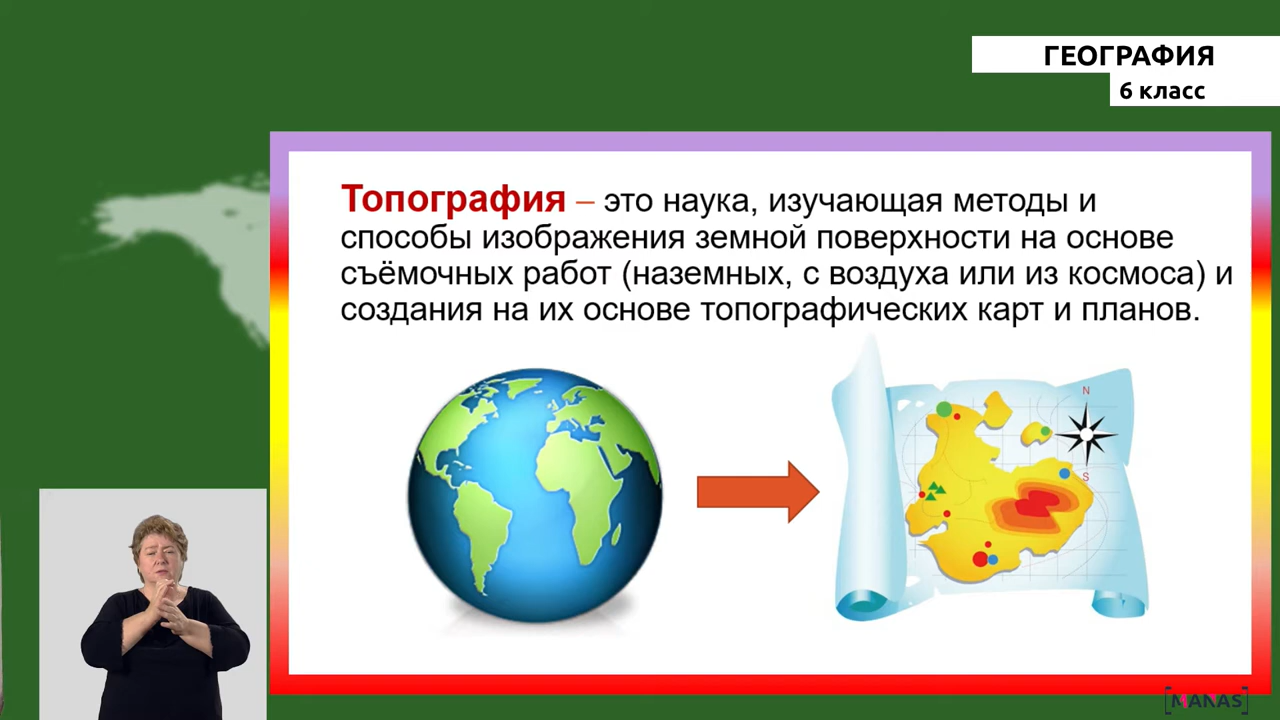 ГЕОГРАФИЯ
6 класс
Топография – это наука, изучающая методы и
способы изображения земной поверхности на основе
съёмочных работ (наземных, с воздуха или из космоса) и
создания на их основе топографических карт и планов.
N
S
[MANAS]